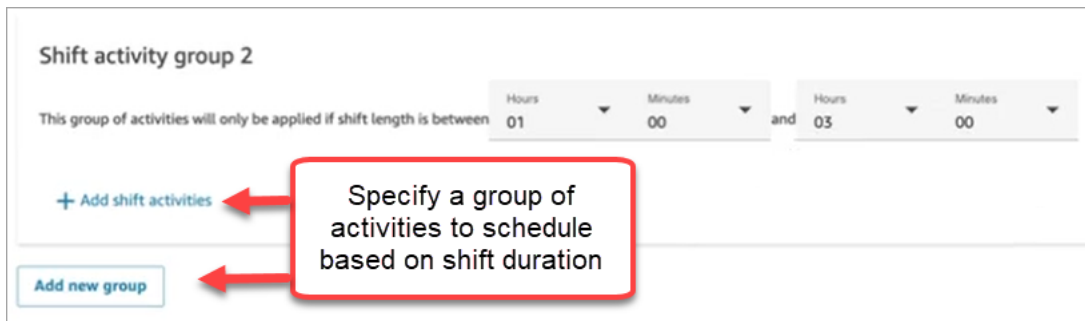 Shift activity group 2
Hours Minutes Hours Minutes
This group of activities will only be applied if shift length is between 01 00 and 03 00
+ Add shift activities
Specify a group of
activities to schedule
based on shift duration
Add new group